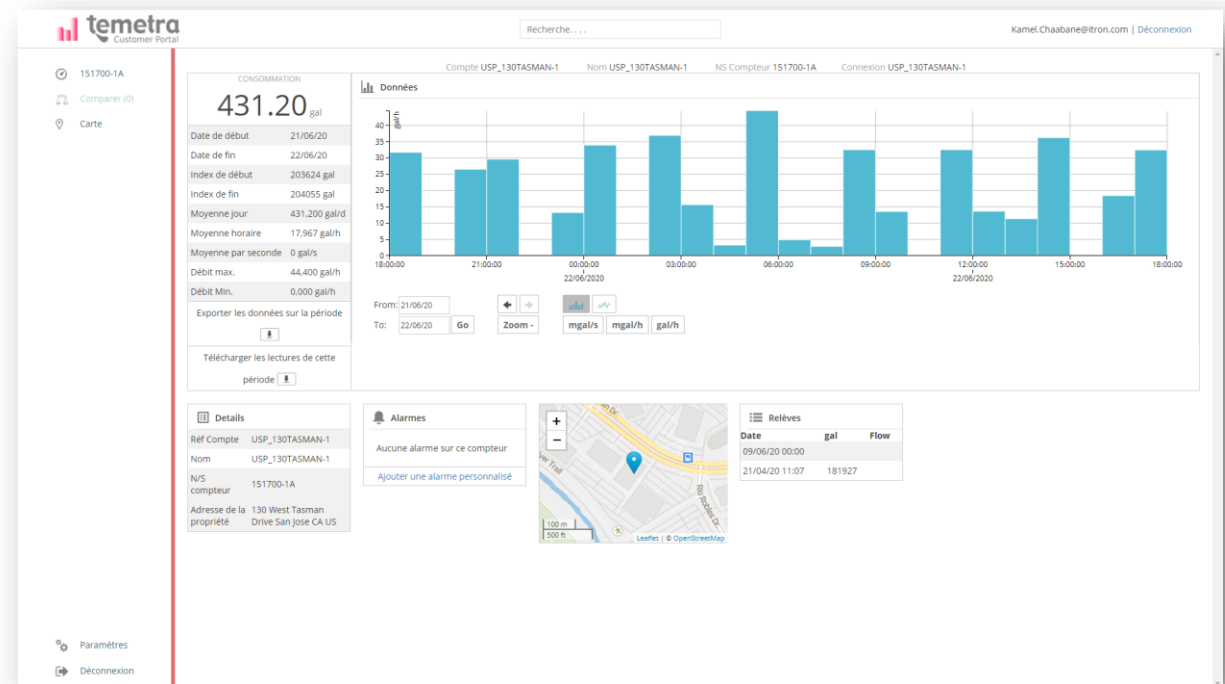 temetra
Customer Portal
Recherche. . . .
Kamel.Chaabane@itron.com | Déconnexion
151700-1A
Comparer (0)
Carte
Compte USP_130TASMAN-1 Nom USP_130TASMAN-1 NS Compteur 151700-1A Connexion USP_130TASMAN-1
CONSOMMATION
431.20 gal
Date de début 21/06/20
Date de fin 22/06/20
Index de début 203624 gal
Index de fin 204055 gal
Moyenne jour 431,200 gal/d
Moyenne horaire 17,967 gal/h
Moyenne par seconde 0 gal/s
Débit max. 44,400 gal/h
Débit Min. 0,000 gal/h
Exporter les données sur la période
Télécharger les lectures de cette
période
Données
gal/h
40
35
30
25
20
15
10
5
0
18:00:00 21:00:00 00:00:00 03:00:00 06:00:00 09:00:00 12:00:00 15:00:00 18:00:00
22/06/2020 22/06/2020
From: 21/06/20
To: 22/06/20 Go Zoom - mgal/s mgal/h gal/h
Details
Réf Compte USP_130TASMAN-1
Nom USP_130TASMAN-1
N/S
compteur 151700-1A
Adresse de la 130 West Tasman
propriété Drive San Jose CA US
Alarmes
Aucune alarme sur ce compteur
Ajouter une alarme personnalisé
+
−
Rio Robles Dr.
100 m
500 ft
Leaflet | © OpenStreetMap
Relèves
Date gal Flow
09/06/20 00:00
21/04/20 11:07 181927
Paramètres
Déconnexion